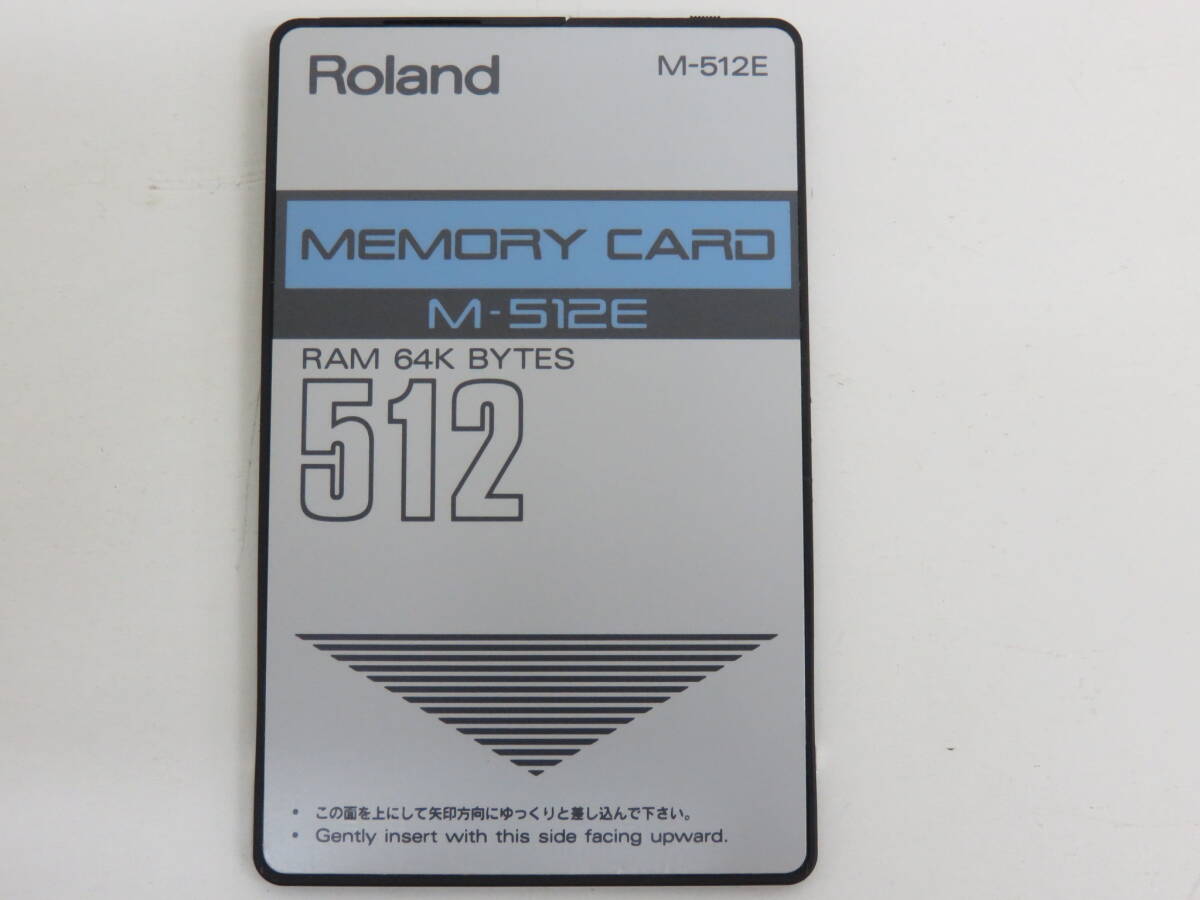 Roland
M-512E
MEMORY CARD
M-512E
RAM 64K BYTES
512
• この面を上にして矢印方向にゆっくりと差し込んで下さい。
• Gently insert with this side facing upward.